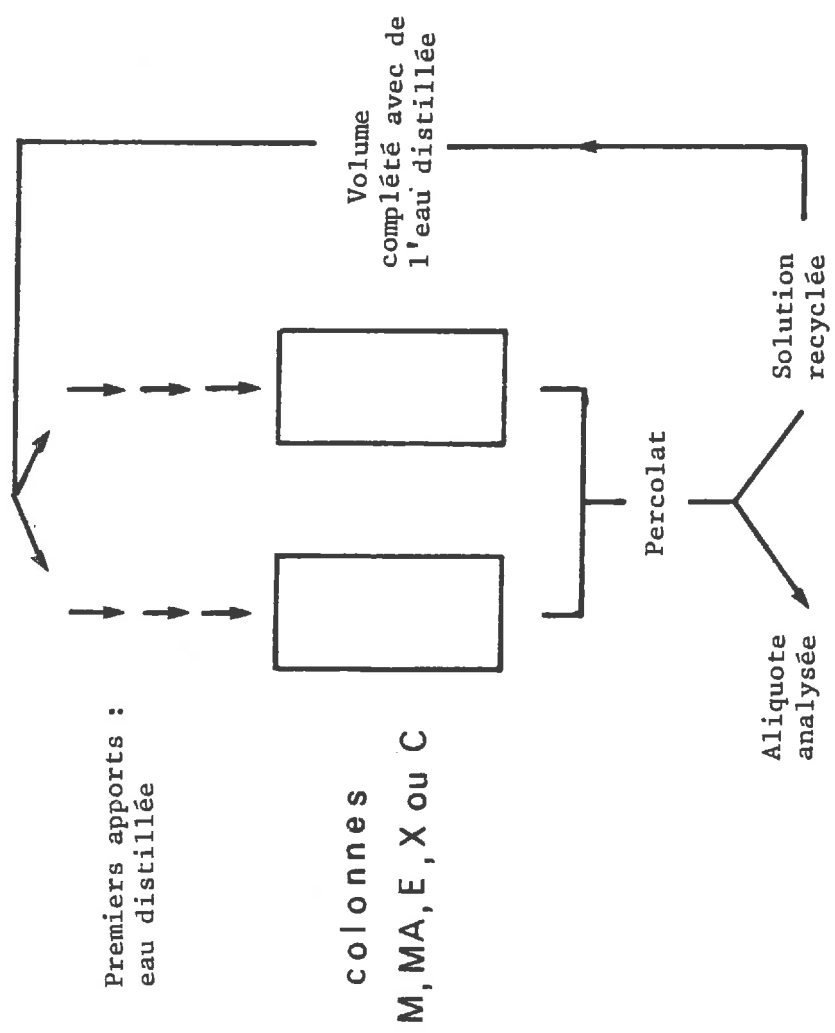 Premiers apports :
eau distillée
colonnes
M, MA, E, X ou C
Volume
complété avec de
l'eau distillée
Percolat
Aliquote
analysée
Solution
recyclée